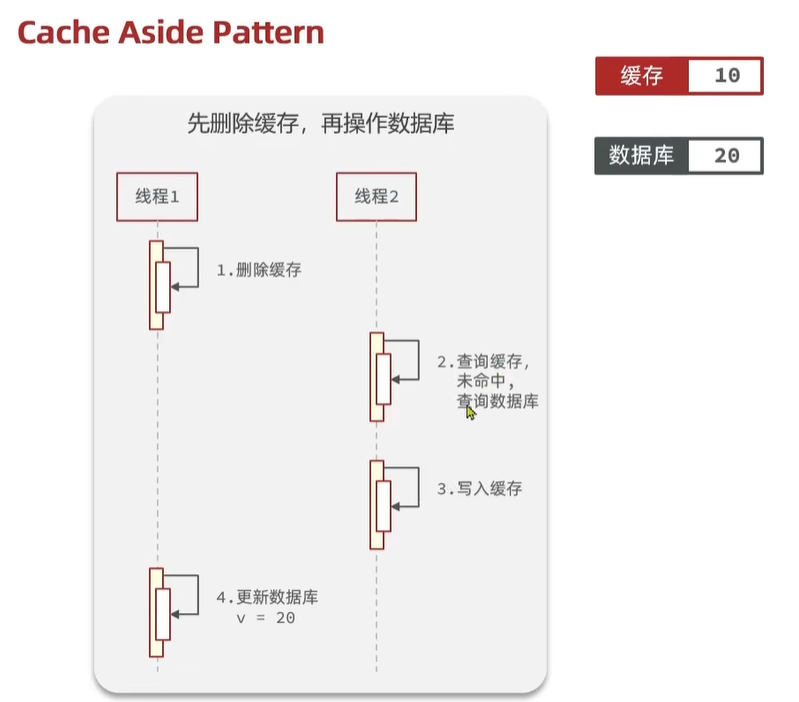 Cache Aside Pattern
缓存 10
数据库 20
先删除缓存，再操作数据库
线程1
线程2
1.删除缓存
2.查询缓存,
未命中,
查询数据库
3.写入缓存
4.更新数据库
v = 20